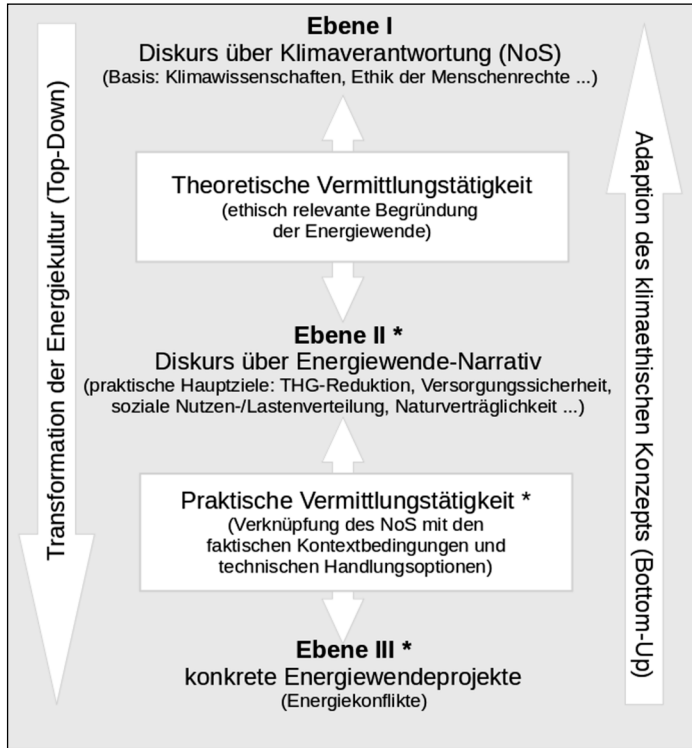 Ebene I
Diskurs über Klimaverantwortung (NoS)
(Basis: Klimawissenschaften, Ethik der Menschenrechte ...)
Transformation der Energiekultur (Top-Down)
Adaption des klimaethischen Konzepts (Bottom-Up)
Theoretische Vermittlungstätigkeit
(ethisch relevante Begründung
der Energiewende)
Ebene II *
Diskurs über Energiewende-Narrativ
(praktische Hauptziele: THG-Reduktion, Versorgungssicherheit,
soziale Nutzen-/Lastenverteilung, Naturverträglichkeit ...)
Praktische Vermittlungstätigkeit *
(Verknüpfung des NoS mit den
faktischen Kontextbedingungen und
technischen Handlungsoptionen)
Ebene III *
konkrete Energiewendeprojekte
(Energiekonflikte)